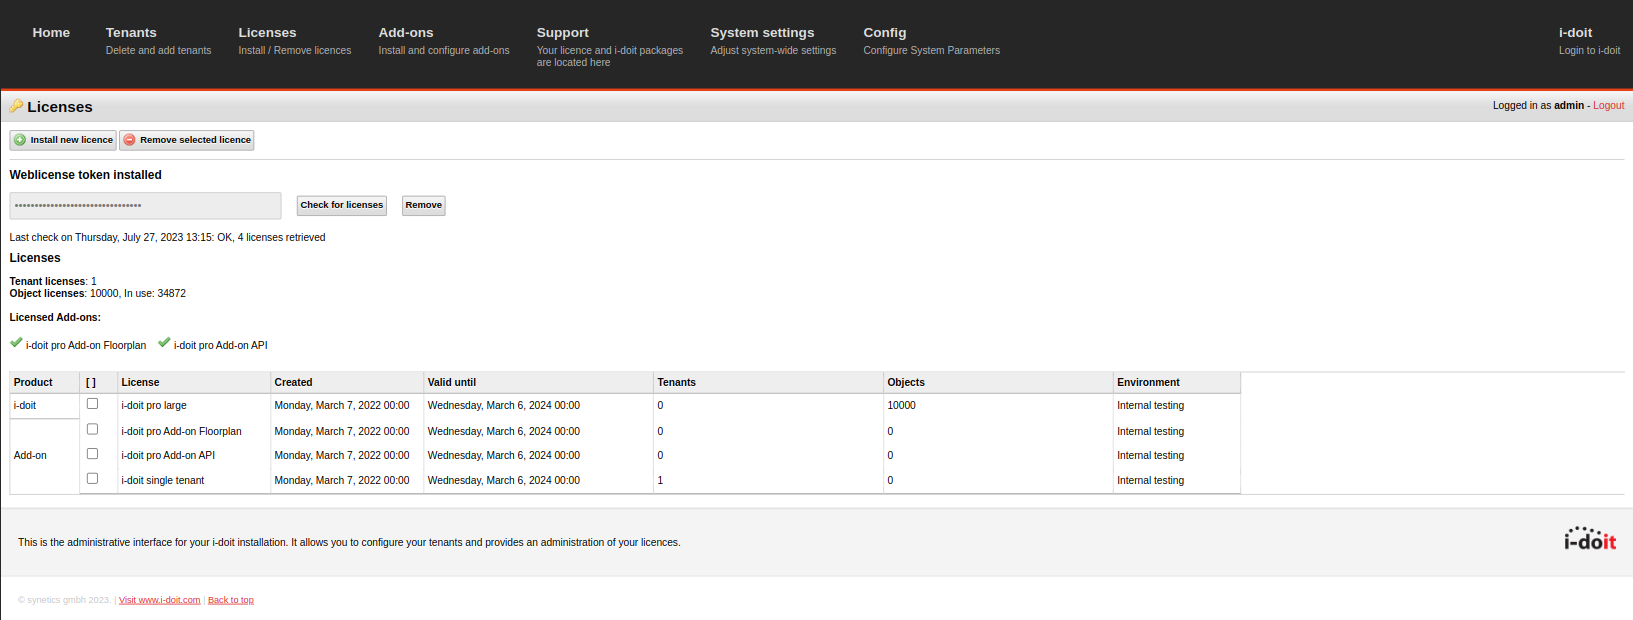 Home Tenants Licenses Add-ons Support System settings Config i-doit
Delete and add tenants Install / Remove licences Install and configure add-ons Your licence and i-doit packages Adjust system-wide settings Configure System Parameters Login to i-doit
are located here
Licenses Logged in as admin - Logout
Install new licence Remove selected licence
Weblicense token installed
Check for licenses Remove
Last check on Thursday, July 27, 2023 13:15: OK, 4 licenses retrieved
Licenses
Tenant licenses: 1
Object licenses: 10000, In use: 34872
Licensed Add-ons:
i-doit pro Add-on Floorplan i-doit pro Add-on API
Product [ ] License Created Valid until Tenants Objects Environment
i-doit i-doit pro large Monday, March 7, 2022 00:00 Wednesday, March 6, 2024 00:00 0 10000 Internal testing
i-doit pro Add-on Floorplan Monday, March 7, 2022 00:00 Wednesday, March 6, 2024 00:00 0 0 Internal testing
Add-on i-doit pro Add-on API Monday, March 7, 2022 00:00 Wednesday, March 6, 2024 00:00 0 0 Internal testing
i-doit single tenant Monday, March 7, 2022 00:00 Wednesday, March 6, 2024 00:00 1 0 Internal testing
This is the administrative interface for your i-doit installation. It allows you to configure your tenants and provides an administration of your licences. i-doit
© synetics gmbh 2023. | Visit www.i-doit.com | Back to top